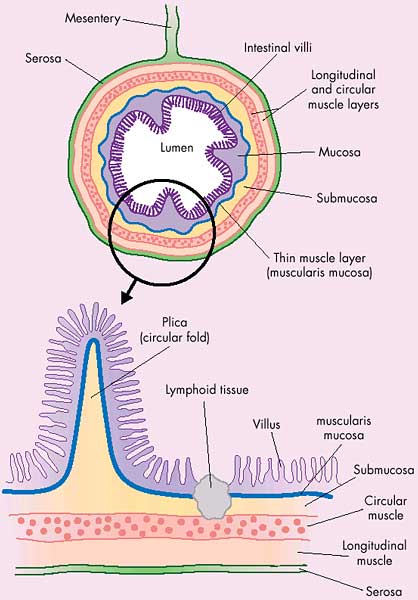 Mesentery
Serosa
Intestinal villi
Longitudinal
and circular
muscle layers
Lumen
Mucosa
Submucosa
Thin muscle layer
(muscularis mucosa)
Plica
(circular fold)
Lymphoid tissue
Villus
muscularis
mucosa
Submucosa
Circular
muscle
Longitudinal
muscle
Serosa